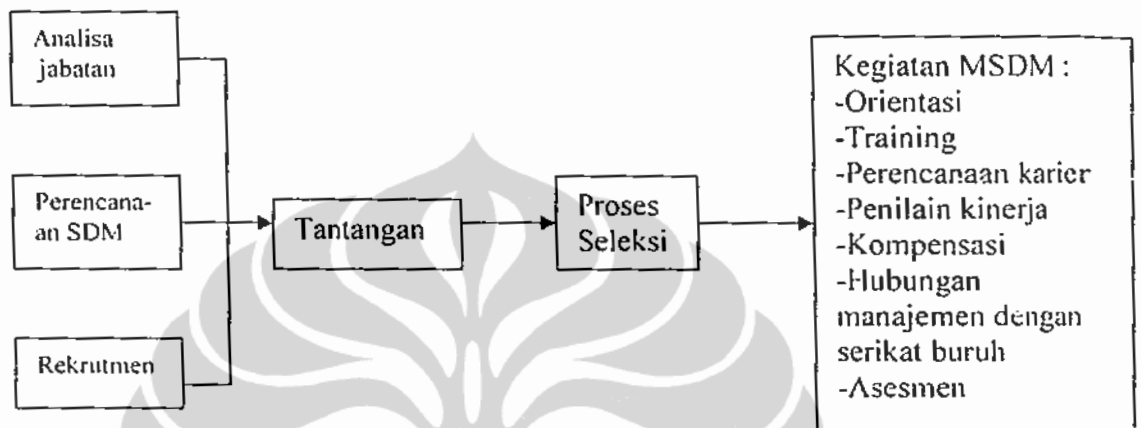 Analisa
jabatan
Perencana-
an SDM
Rekrutmen
Tantangan
Proses
Seleksi
Kegiatan MSDM :
-Orientasi
-Training
-Perencanaan karier
-Penilain kinerja
-Kompensasi
-Hubungan
manajemen dengan
serikat buruh
-Asesmen